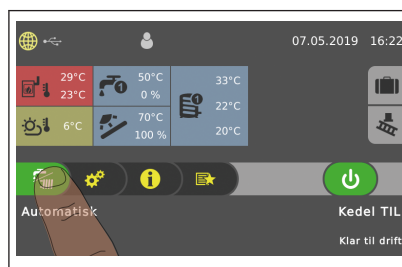 07.05.2019 16:22
29°C
23°C
50°C
0 %
33°C
22°C
20°C
6°C
70°C
100 %
Automatisk
Kedel TIL
Klar til drift